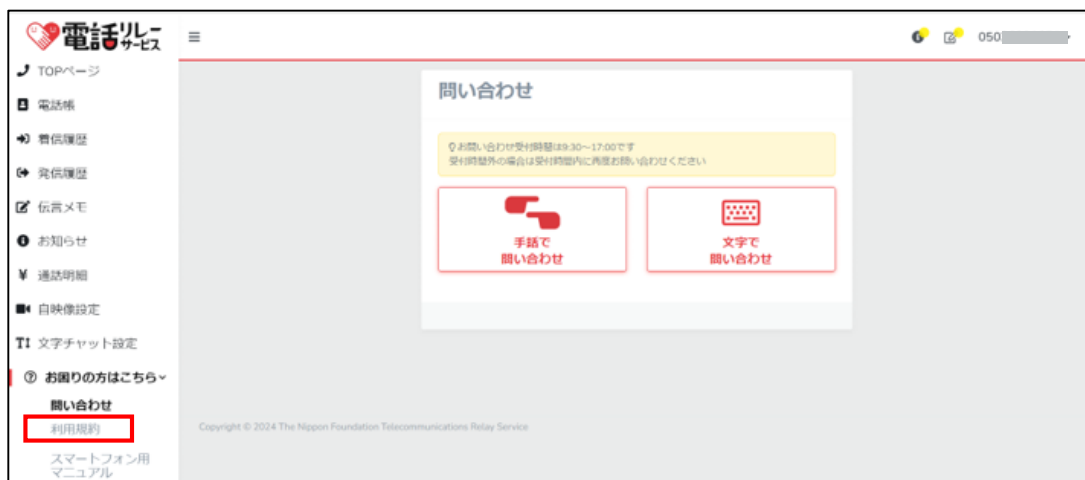 電話リレーサービス
050
TOPページ
電話帳
着信履歴
発信履歴
伝言メモ
お知らせ
¥ 通話明細
自映像設定
文字チャット設定
お困りの方はこちら
問い合わせ
利用規約
スマートフォン用
マニュアル
問い合わせ
お問い合わせ受付時間は9:30~17:00です
受付時間外の場合は受付時間内に再度お問い合わせください
手話で
問い合わせ
文字で
問い合わせ
Copyright © 2024 The Nippon Foundation Telecommunications Relay Service